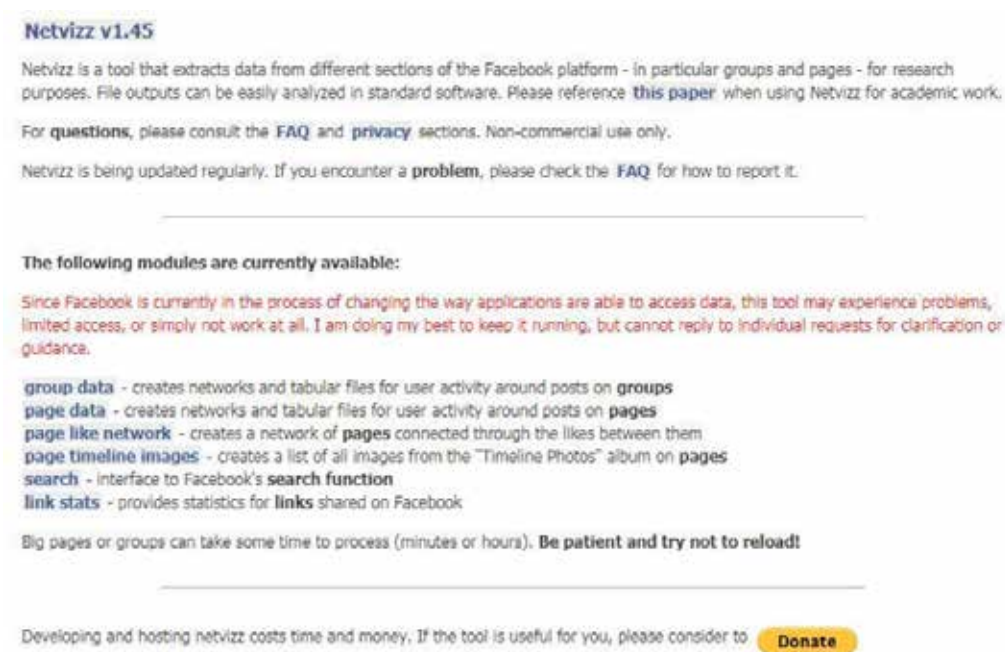 Netvizz v1.45
Netvizz is a tool that extracts data from different sections of the Facebook platform - in particular groups and pages - for research
purposes. File outputs can be easily analyzed in standard software. Please reference this paper when using Netvizz for academic work.
For questions, please consult the FAQ and privacy sections. Non-commercial use only.
Netvizz is being updated regularly. If you encounter a problem, please check the FAQ for how to report it.
The following modules are currently available:
Since Facebook is currently in the process of changing the way applications are able to access data, this tool may experience problems,
limited access, or simply not work at all. I am doing my best to keep it running, but cannot reply to individual requests for clarification or
guidance.
group data - creates networks and tabular files for user activity around posts on groups
page data - creates networks and tabular files for user activity around posts on pages
page like network - creates a network of pages connected through the likes between them
page timeline images - creates a list of all images from the "Timeline Photos" album on pages
search - interface to Facebook's search function
link stats - provides statistics for links shared on Facebook
Big pages or groups can take some time to process (minutes or hours). Be patient and try not to reload!
Developing and hosting netvizz costs time and money. If the tool is useful for you, please consider to Donate